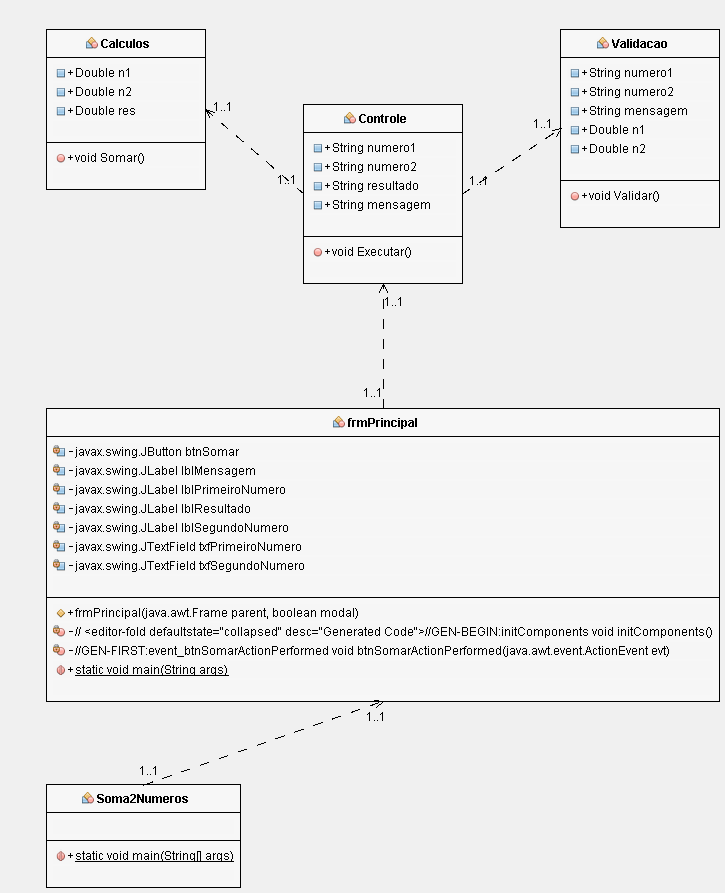 Calculos
+Double n1
+Double n2
+Double res
+void Somar()
Validacao
+String numero1
+String numero2
+String mensagem
+Double n1
+Double n2
+void Validar()
Controle
+String numero1
+String numero2
+String resultado
+String mensagem
+void Executar()
1..1
1..1
1..1
1..1
1..1
1..1
frmPrincipal
-javax.swing.JButton btnSomar
-javax.swing.JLabel lblMensagem
-javax.swing.JLabel lblPrimeiroNumero
-javax.swing.JLabel lblResultado
-javax.swing.JLabel lblSegundoNumero
-javax.swing.JTextField txfPrimeiroNumero
-javax.swing.JTextField txfSegundoNumero
+frmPrincipal(java.awt.Frame parent, boolean modal)
-// <editor-fold defaultstate="collapsed" desc="Generated Code">//GEN-BEGIN:initComponents void initComponents()
-//GEN-FIRST:event_btnSomarActionPerformed void btnSomarActionPerformed(java.awt.event.ActionEvent evt)
+static void main(String args)
1..1
1..1
Soma2Numeros
+static void main(String[] args)